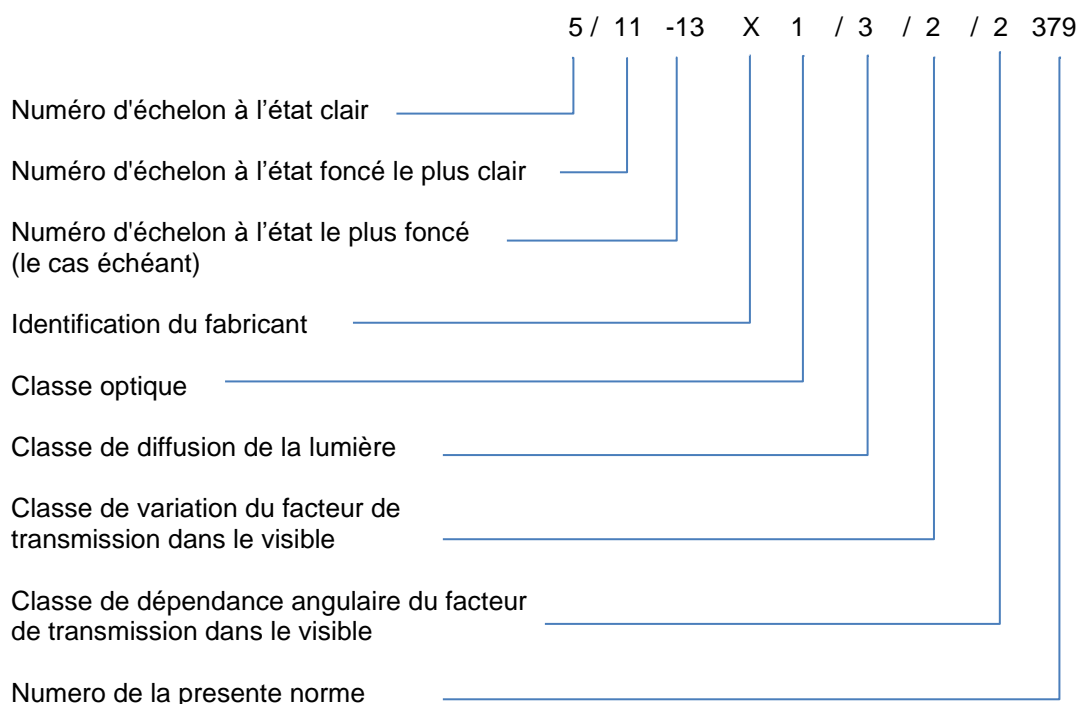 5 / 11 -13 X 1 / 3 / 2 / 2 379
Numéro d'échelon à l’état clair
Numéro d'échelon à l’état foncé le plus clair
Numéro d'échelon à l’état le plus foncé
(le cas échéant)
Identification du fabricant
Classe optique
Classe de diffusion de la lumière
Classe de variation du facteur de
transmission dans le visible
Classe de dépendance angulaire du facteur
de transmission dans le visible
Numero de la presente norme